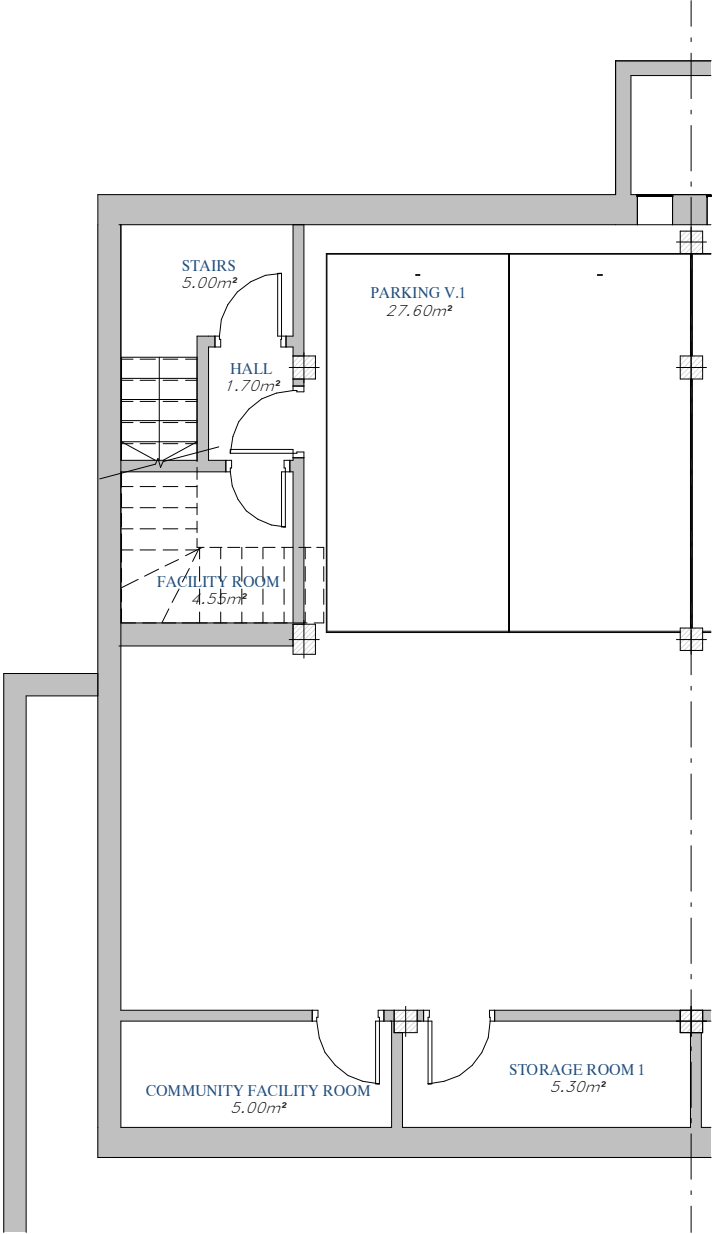 STAIRS
5.00m²
PARKING V.1
27.60m²
HALL
1.70m²
FACILITY ROOM
4.55m²
STORAGE ROOM 1
5.30m²
COMMUNITY FACILITY ROOM
5.00m²